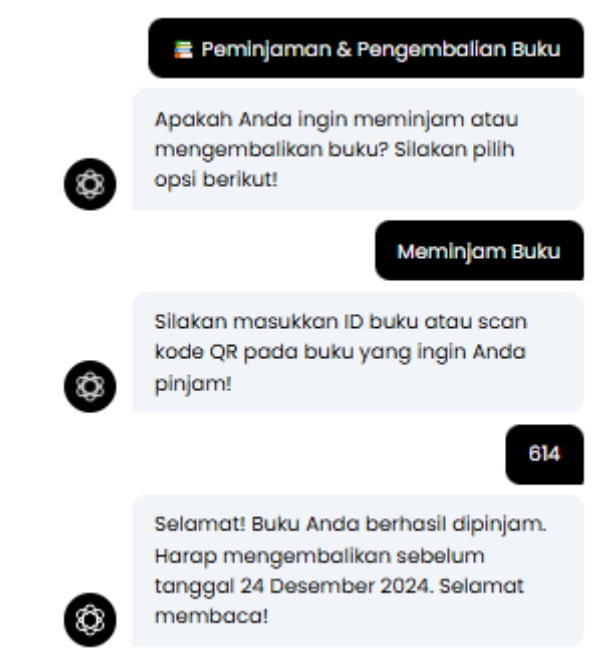 📚 Peminjaman & Pengembalian Buku
Apakah Anda ingin meminjam atau
mengembalikan buku? Silakan pilih
opsi berikut!
Meminjam Buku
Silakan masukkan ID buku atau scan
kode QR pada buku yang ingin Anda
pinjam!
614
Selamat! Buku Anda berhasil dipinjam.
Harap mengembalikan sebelum
tanggal 24 Desember 2024. Selamat
membaca!